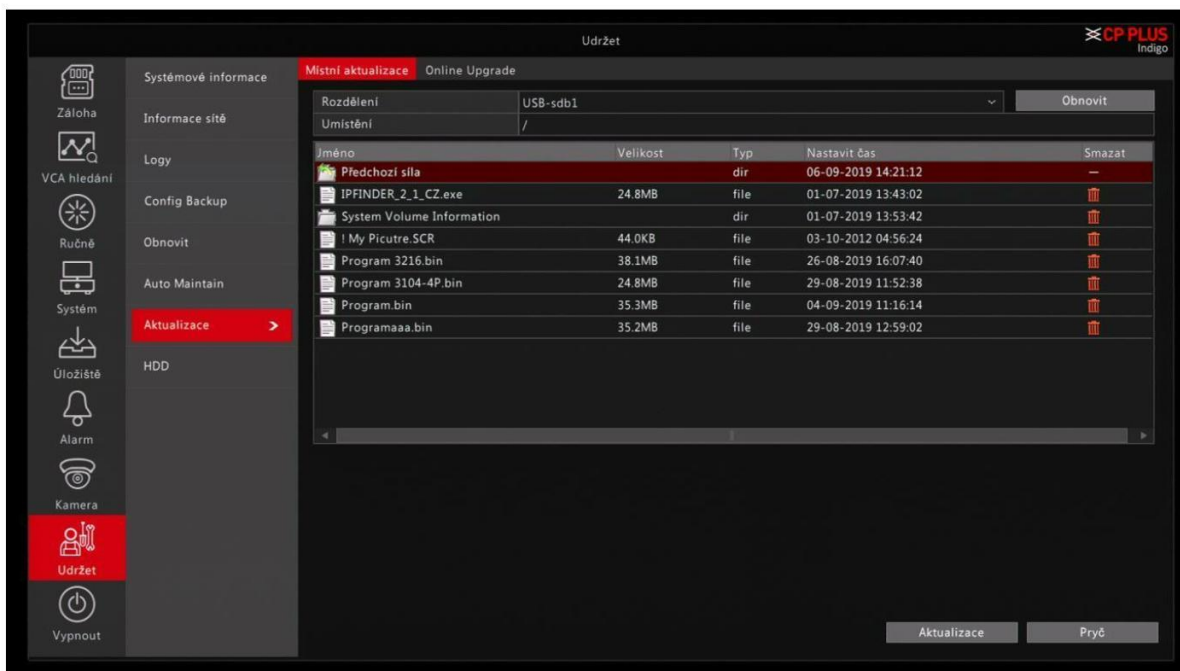 Udržet
CP PLUS
Indigo
Záloha
VCA hledání
Ručně
Systém
Úložiště
Alarm
Kamera
Udržet
Vypnout
Systémové informace
Informace sítě
Logy
Config Backup
Obnovit
Auto Maintain
Aktualizace
HDD
Místní aktualizace Online Upgrade
Rozdělení USB-sdb1 Obnovit
Umístění /
Jméno Velikost Typ Nastavit čas Smazat
Předchozí síla dir 06-09-2019 14:21:12 —
IPFINDER_2_1_CZ.exe 24.8MB file 01-07-2019 13:43:02
System Volume Information dir 01-07-2019 13:53:42
! My Picutre.SCR 44.0KB file 03-10-2012 04:56:24
Program 3216.bin 38.1MB file 26-08-2019 16:07:40
Program 3104-4P.bin 24.8MB file 29-08-2019 11:52:38
Program.bin 35.3MB file 04-09-2019 11:16:14
Programaaa.bin 35.2MB file 29-08-2019 12:59:02
Aktualizace Pryč